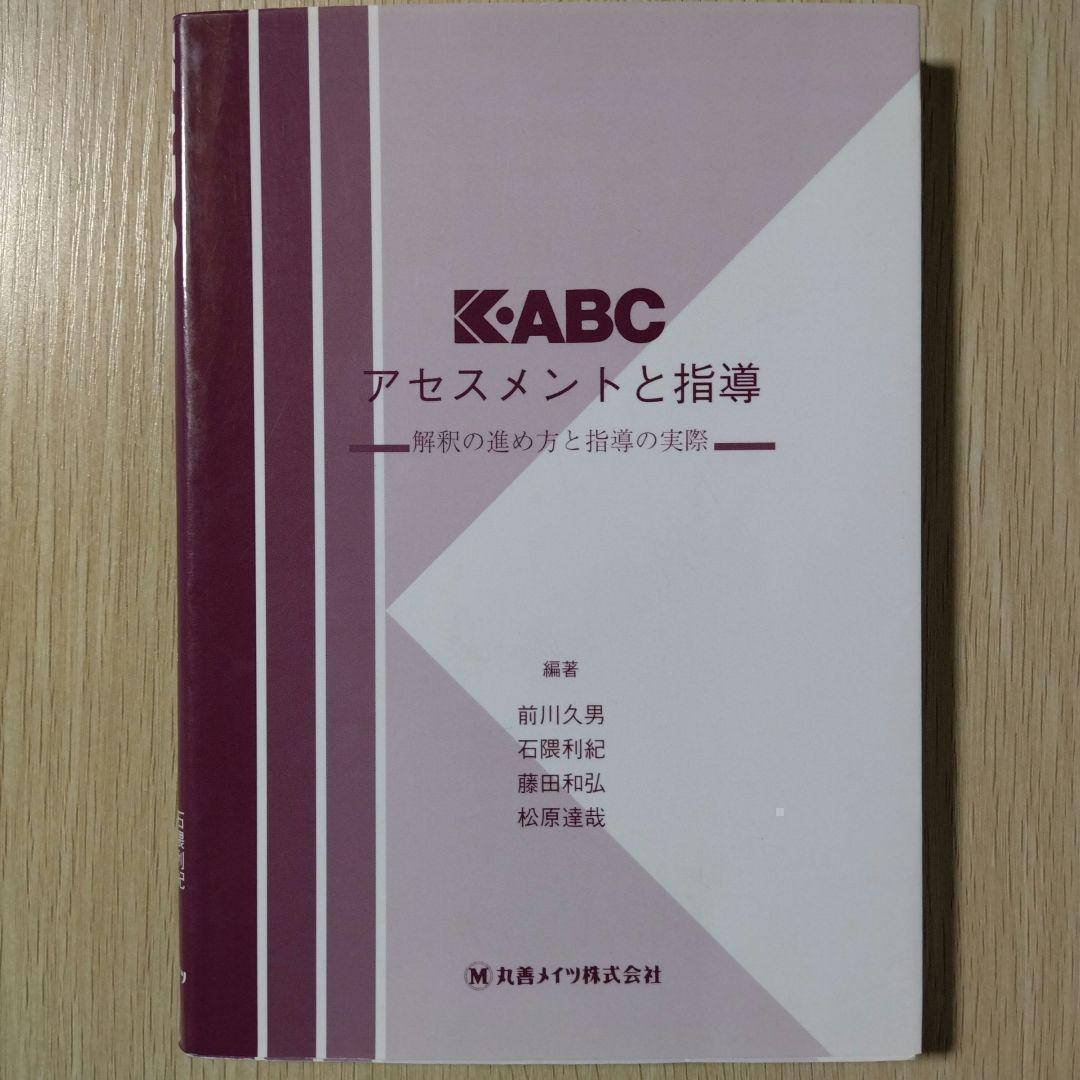 K・ABC
アセスメントと指導
解釈の進め方と指導の実際
編著
前川久男
石隈利紀
藤田和弘
松原達哉
M 丸善メイツ株式会社